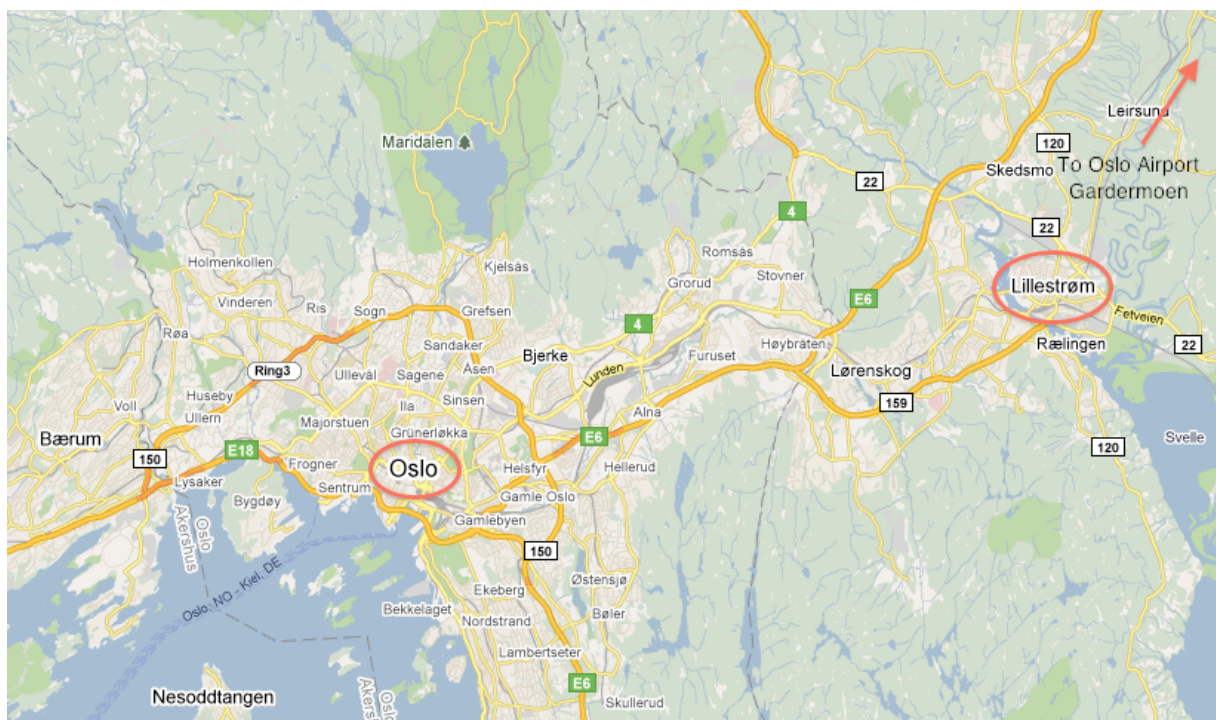 Maridalen
Leirsund
120
Skedsmo
To Oslo Airport
Gardermoen
22
4
22
Romsås
Holmenkollen
Kjelsås
Stovner
Grorud
Lillestrøm
Vinderen
Ris
Sogn
Grefsen
E6
Fetveien
Røa
4
Sandaker
Høybråten
Rælingen
22
Bjerke
Furuset
Ring3
Ullevål
Sagene
Åsen
Lunden
Lørenskog
Huseby
Voll
Ullern
Ila
Sinsen
159
Majorstuen
Alna
Bærum
Grünerløkka
E6
Svelle
E18
120
150
Frogner
Oslo
Helsfyr
Hellerud
Lysaker
Sentrum
Bygdøy
Gamle Oslo
Gamlebyen
Oslo
Akershus
150
Østensjø
Oslo, NO - Kiel, DE
Ekeberg
Bekkelaget
Bøler
Nordstrand
Lambertseter
Oslo
Akershus
E6
Nesoddtangen
Skullerud